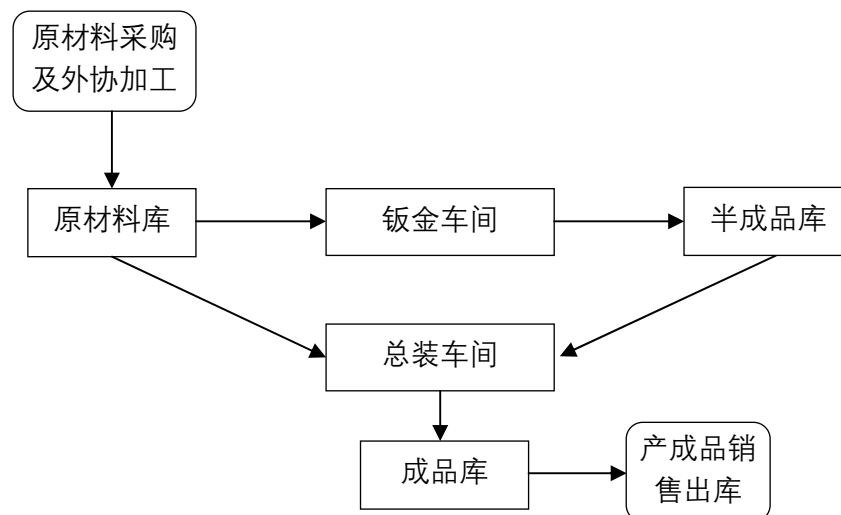 原材料采购
及外协加工
原材料库
钣金车间
半成品库
总装车间
成品库
产成品销
售出库